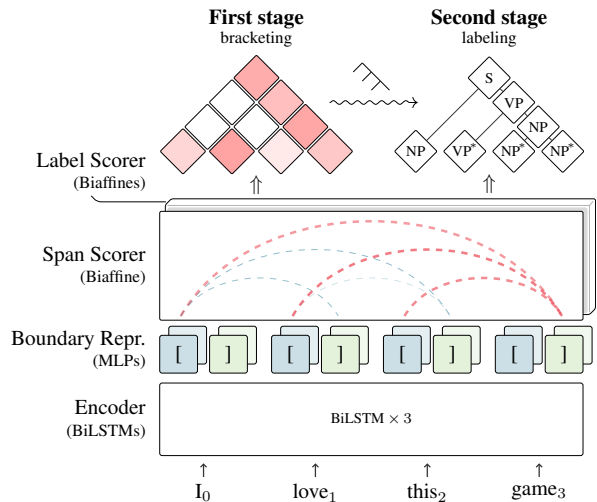 First stage
bracketing
Second stage
labeling
S
VP
NP
NP VP* NP* NP*
Label Scorer
(Biaffines)
Span Scorer
(Biaffine)
Boundary Repr.
(MLPs)
[ ] [ ] [ ] [ ]
Encoder
(BiLSTMs)
BiLSTM × 3
I₀ love₁ this₂ game₃